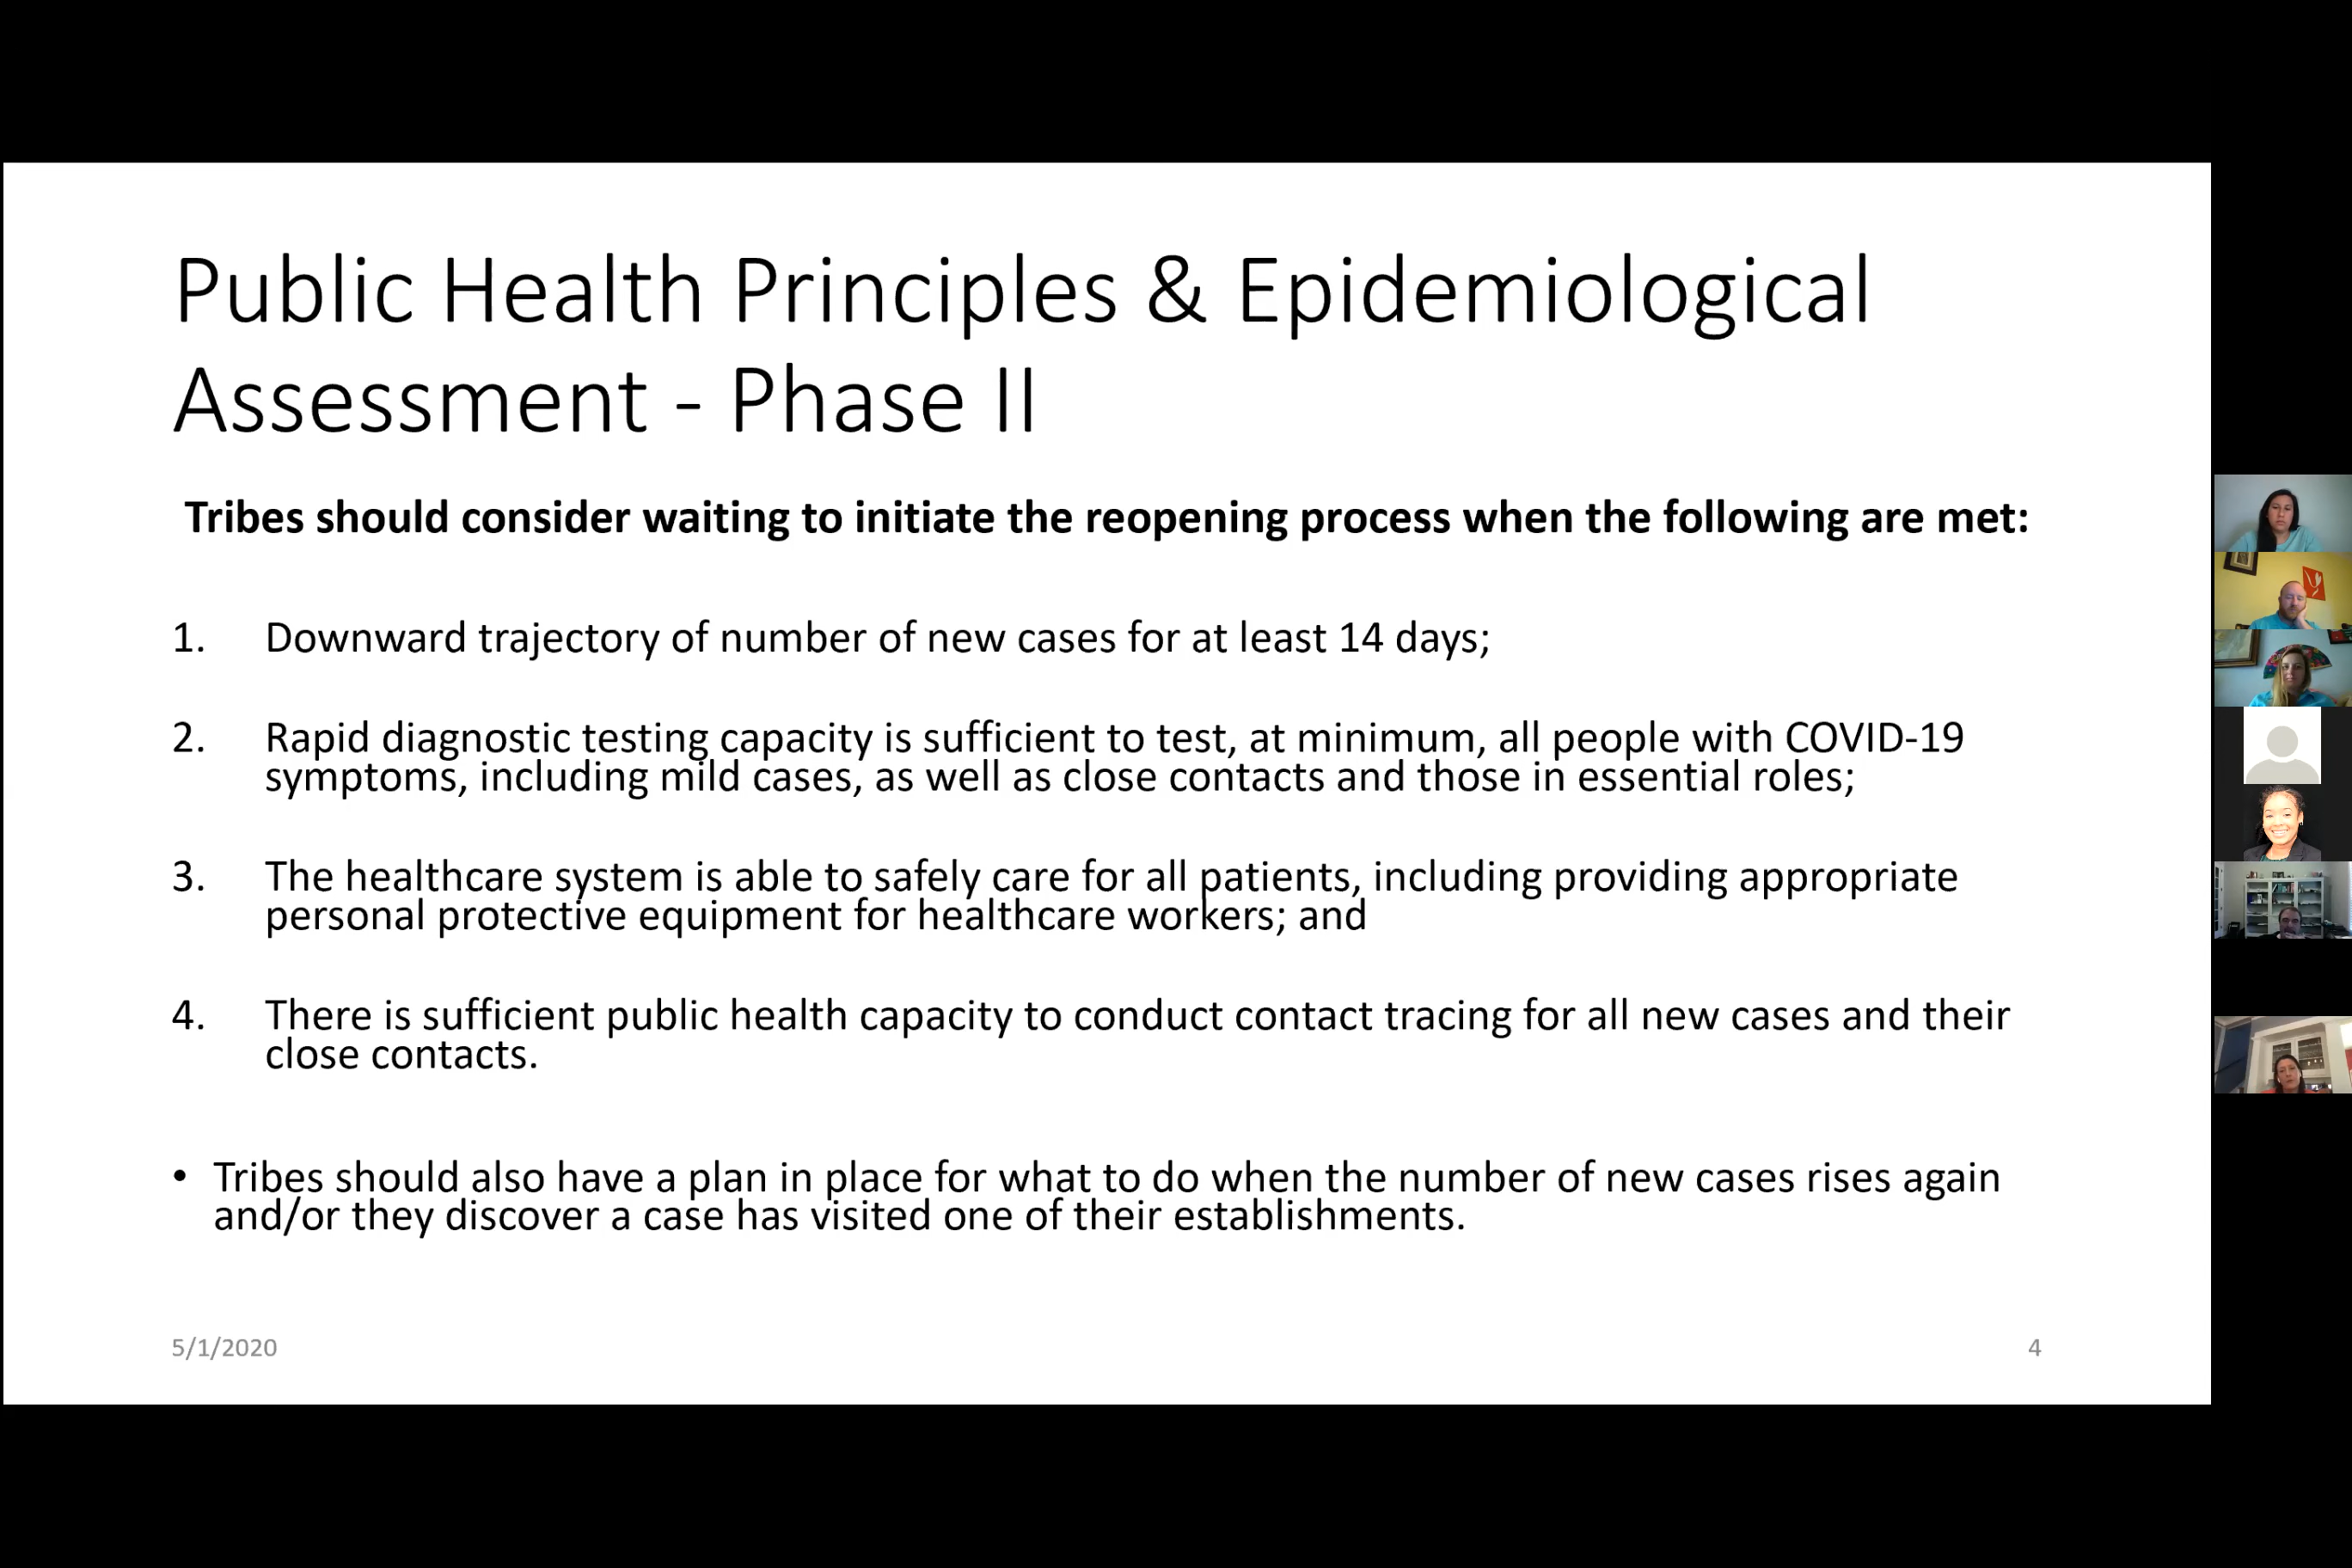 Public Health Principles & Epidemiological
Assessment - Phase II
Tribes should consider waiting to initiate the reopening process when the following are met:
1. Downward trajectory of number of new cases for at least 14 days;
2. Rapid diagnostic testing capacity is sufficient to test, at minimum, all people with COVID-19
symptoms, including mild cases, as well as close contacts and those in essential roles;
3. The healthcare system is able to safely care for all patients, including providing appropriate
personal protective equipment for healthcare workers; and
4. There is sufficient public health capacity to conduct contact tracing for all new cases and their
close contacts.
• Tribes should also have a plan in place for what to do when the number of new cases rises again
and/or they discover a case has visited one of their establishments.
5/1/2020
4